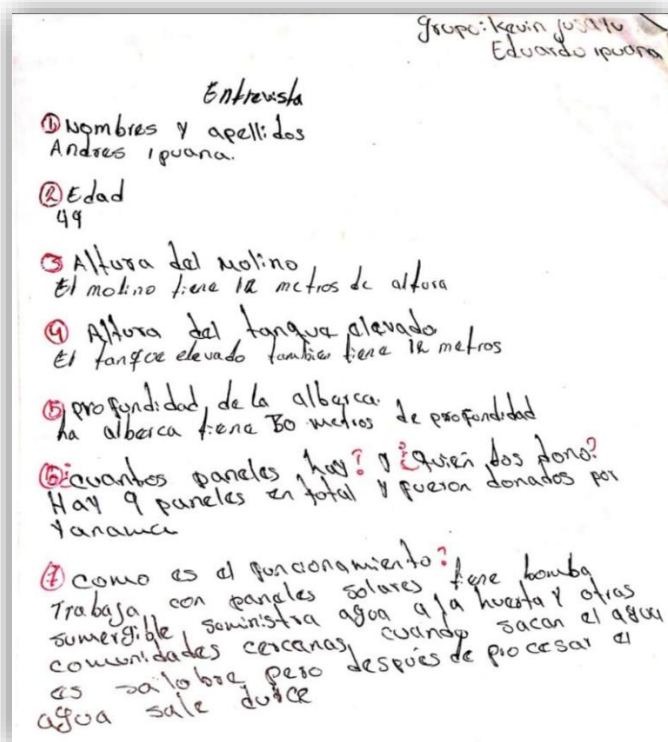 grupo: Kevin
Eduardo ipuana
Entrevista
① Nombres y apellidos
Andres ipuana.
② Edad
49
③ Altura del Molino
El molino tiene 12 metros de altura
④ Altura del tanque elevado
El tanque elevado tambien tiene 12 metros
⑤ profundidad, de la alberca.
La alberca tiene 30 metros de profundidad
⑥ ¿cuantos paneles hay? y ¿Quien los dono?
Hay 9 paneles en total y fueron donados por
Yanama
⑦ como es el funcionamiento?
Trabaja con paneles solares tiene bomba
sumergible suministra agua a la huerta y otras
comunidades cercanas, cuando sacan el agua
es salobre pero después de procesar el
agua sale dulce